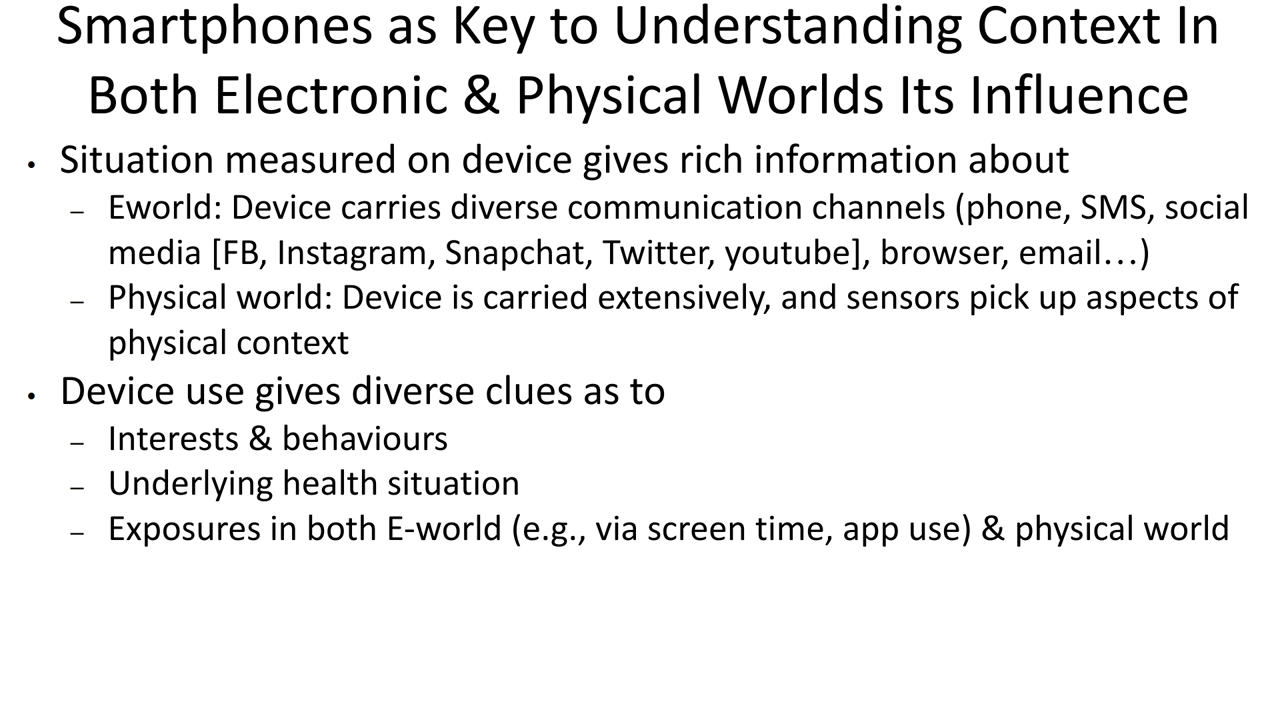 Smartphones as Key to Understanding Context In
Both Electronic & Physical Worlds Its Influence
• Situation measured on device gives rich information about
– Eworld: Device carries diverse communication channels (phone, SMS, social
media [FB, Instagram, Snapchat, Twitter, youtube], browser, email…)
– Physical world: Device is carried extensively, and sensors pick up aspects of
physical context
• Device use gives diverse clues as to
– Interests & behaviours
– Underlying health situation
– Exposures in both E-world (e.g., via screen time, app use) & physical world